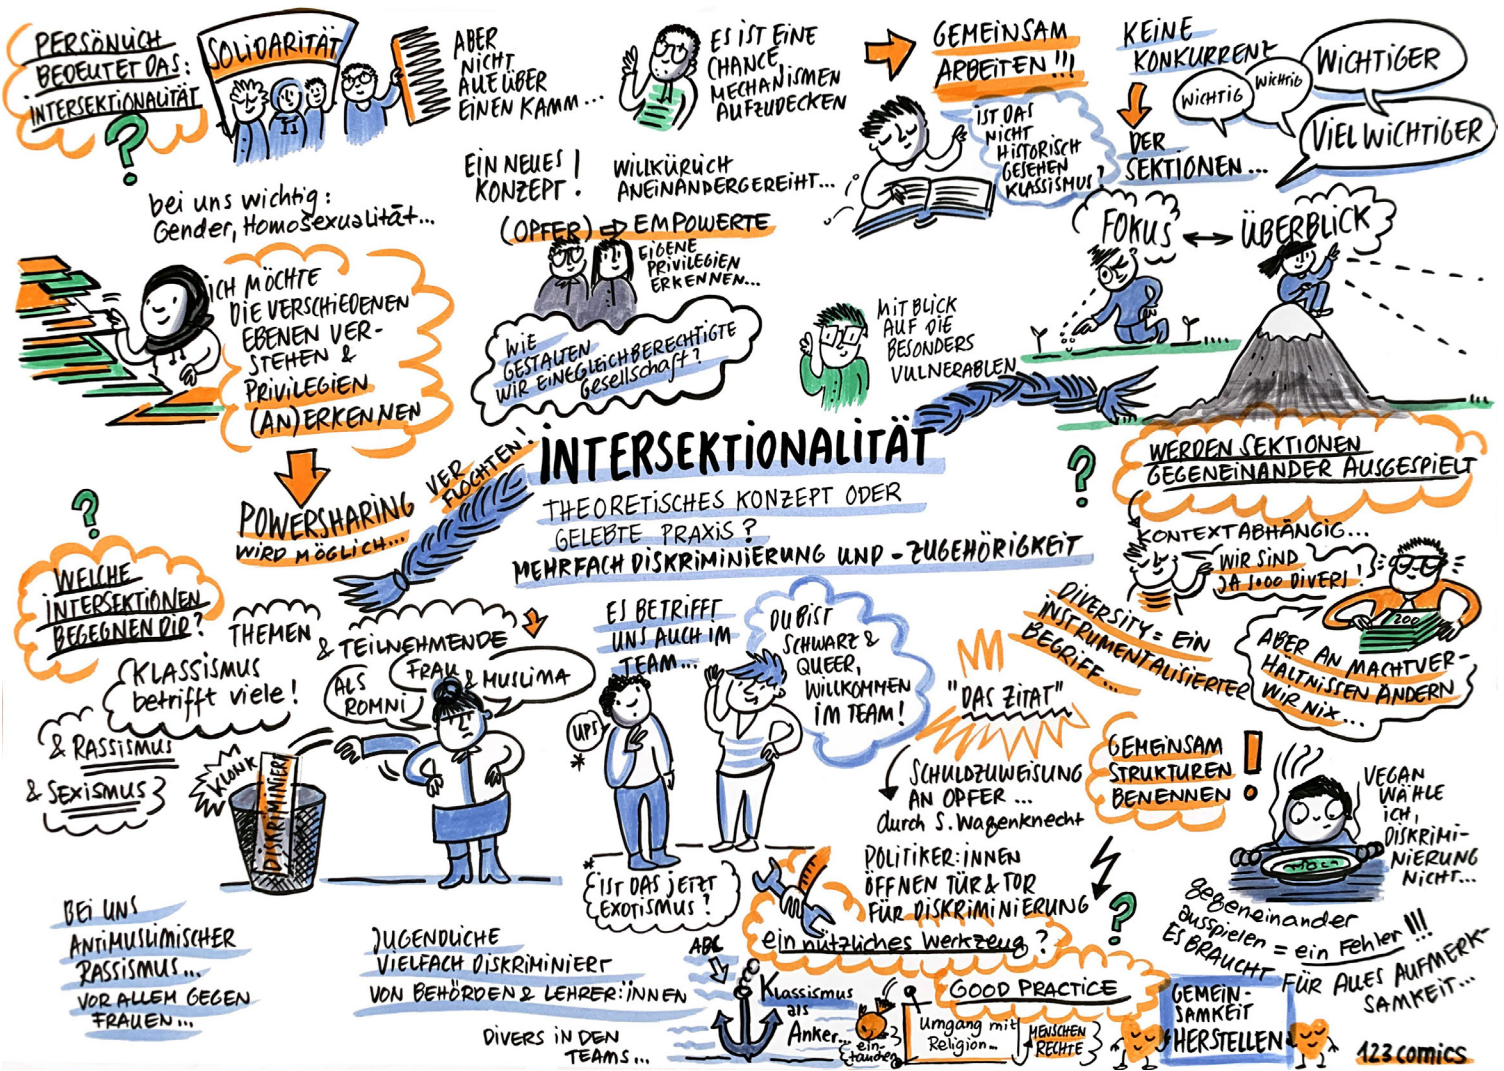 PERSÖNLICH
BEDEUTET DAS:
INTERSEKTIONALITÄT
?
SOLIDARITÄT
ABER
NICHT
ALLE ÜBER
EINEN KAMM...
ES IST EINE
CHANCE
MECHANISMEN
AUFZUDECKEN
GEMEINSAM
ARBEITEN!!!
KEINE
KONKURRENZ
DER
SEKTIONEN...
WICHTIG
WICHTIG
WICHTIGER
VIEL WICHTIGER
IST DAS
NICHT
HISTORISCH
GESEHEN
KLASSISMUS?
bei uns wichtig:
Gender, Homosexualität...
EIN NEUES
KONZEPT!
WILLKÜRLICH
ANEINANDERGEREIHT...
(OPFER) ⇒ EMPOWERTE
EIGENE
PRIVILEGIEN
ERKENNEN...
FOKUS ↔ ÜBERBLICK
ICH MÖCHTE
DIE VERSCHIEDENEN
EBENEN VER-
STEHEN &
PRIVILEGIEN
(AN)ERKENNEN
WIE
GESTALTEN
WIR EINE GLEICHBERECHTIGTE
Gesellschaft?
MIT BLICK
AUF DIE
BESONDERS
VULNERABLEN
POWERSHARING
WIRD MÖGLICH...
VER
FLOCHTEN!
INTERSEKTIONALITÄT
THEORETISCHES KONZEPT ODER
GELEBTE PRAXIS?
MEHRFACHDISKRIMINIERUNG UND -ZUGEHÖRIGKEIT
?
WERDEN SEKTIONEN
GEGENEINANDER AUSGESPIELT
KONTEXTABHÄNGIG...
WIR SIND
JA SOOO DIVERS!
200
ABER AN MACHTVER-
HÄLTNISSEN ÄNDERN
WIR NIX...
DIVERSITY = EIN
INSTRUMENTALISIERTER
BEGRIFF...
?
WELCHE
INTERSEKTIONEN
BEGEGNEN DIR?
THEMEN
& TEILNEHMENDE
KLASSISMUS
betrifft viele!
& RASSISMUS
& SEXISMUS
ALS
ROMNI
FRAU
& MUSLIMA
KLONK
DISKRIMINIERT
ES BETRIFFT
UNS AUCH IM
TEAM...
UPS
*
DU BIST
SCHWARZ &
QUEER,
WILLKOMMEN
IM TEAM!
* IST DAS JETZT
EXOTISMUS?
"DAS ZITAT"
SCHULDZUWEISUNG
AN OPFER...
durch S. Wagenknecht
POLITIKER:INNEN
ÖFFNEN TÜR & TOR
FÜR DISKRIMINIERUNG
GEMEINSAM
STRUKTUREN
BENENNEN!
VEGAN
WÄHLE
ICH,
DISKRIMI-
NIERUNG
NICHT...
gegeneinander
ausspielen = ein Fehler!!!
ES BRAUCHT FÜR ALLES AUFMERK-
SAMKEIT...
BEI UNS
ANTIMUSLIMISCHER
RASSISMUS...
VOR ALLEM GEGEN
FRAUEN...
JUGENDLICHE
VIELFACH DISKRIMINIERT
VON BEHÖRDEN & LEHRER:INNEN
DIVERS IN DEN
TEAMS...
ein nützliches Werkzeug?
?
ABC
Klassismus
als
Anker...
ein-
tauchen
GOOD PRACTICE
Umgang mit
Religion...
MENSCHEN
RECHTE
GEMEIN-
SAMKEIT
HERSTELLEN
123comics